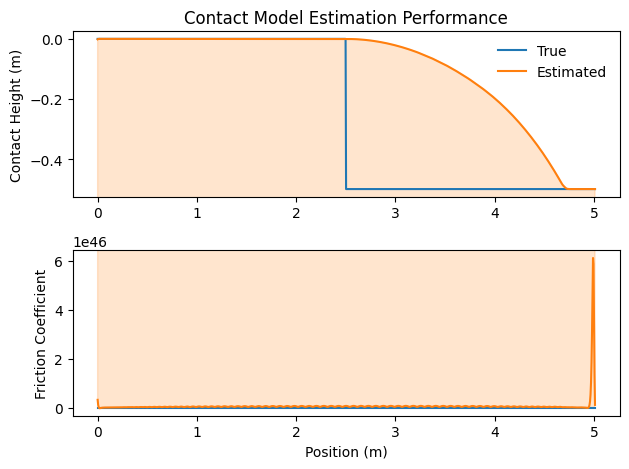 Contact Model Estimation Performance
Contact Height (m)
0.0
−0.2
−0.4
True
Estimated
0 1 2 3 4 5
1e46
Friction Coefficient
6
4
2
0
0 1 2 3 4 5
Position (m)